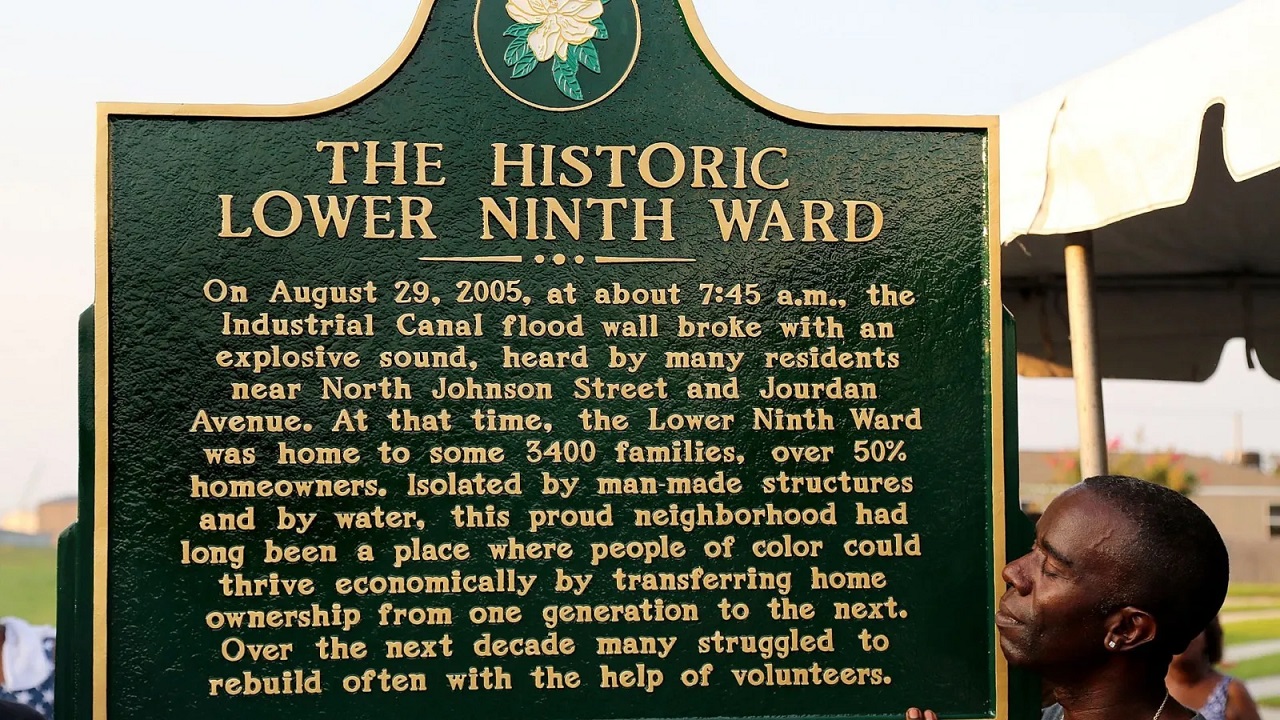 THE HISTORIC
LOWER NINTH WARD
On August 29, 2005, at about 7:45 a.m., the
Industrial Canal flood wall broke with an
explosive sound, heard by many residents
near North Johnson Street and Jourdan
Avenue. At that time, the Lower Ninth Ward
was home to some 3400 families, over 50%
homeowners. Isolated by man-made structures
and by water, this proud neighborhood had
long been a place where people of color could
thrive economically by transferring home
ownership from one generation to the next.
Over the next decade many struggled to
rebuild often with the help of volunteers.